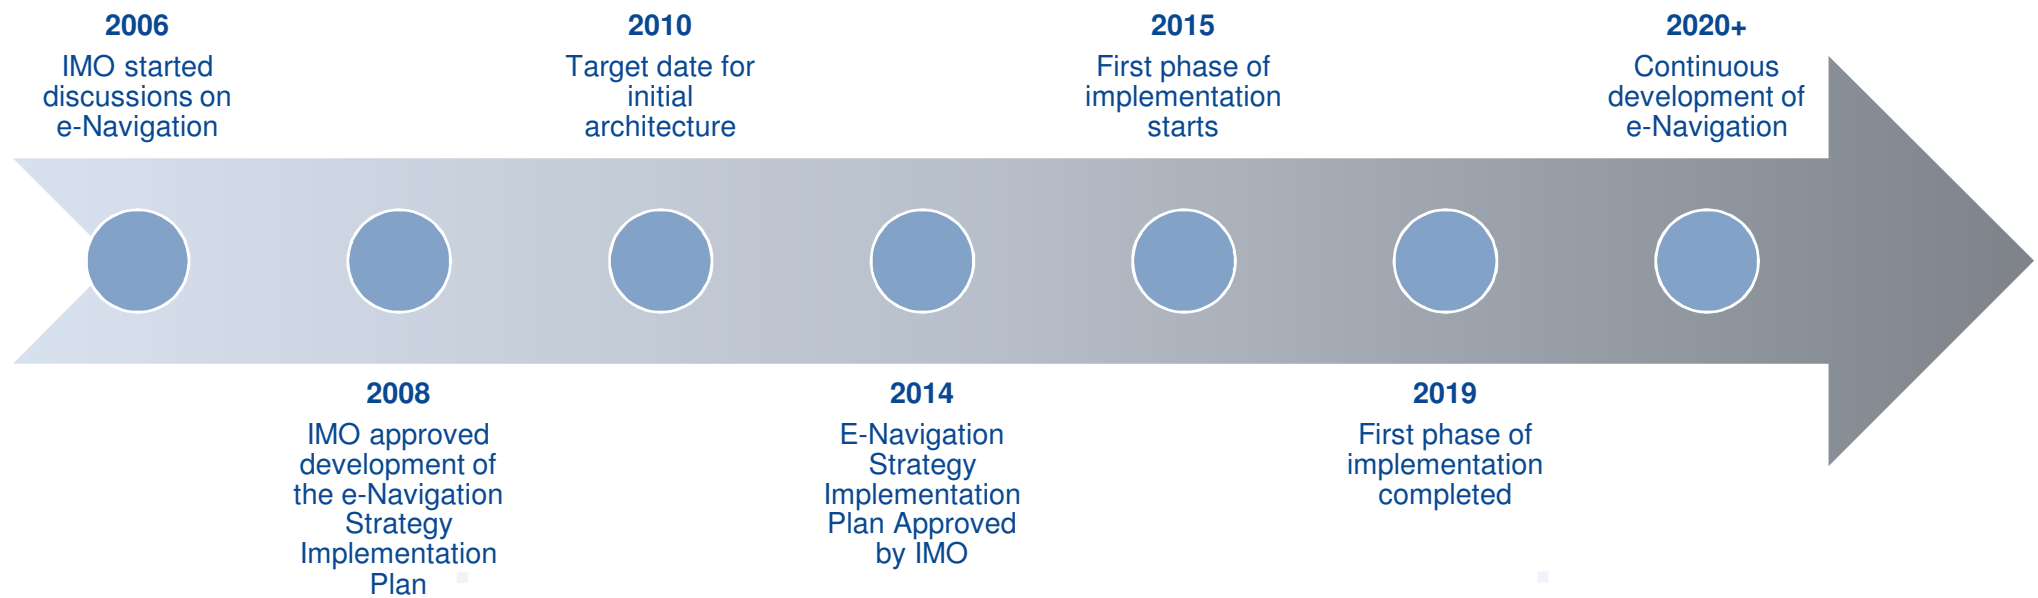 2006
IMO started
discussions on
e-Navigation
2010
Target date for
initial
architecture
2015
First phase of
implementation
starts
2020+
Continuous
development of
e-Navigation
2008
IMO approved
development of
the e-Navigation
Strategy
Implementation
Plan
2014
E-Navigation
Strategy
Implementation
Plan Approved
by IMO
2019
First phase of
implementation
completed